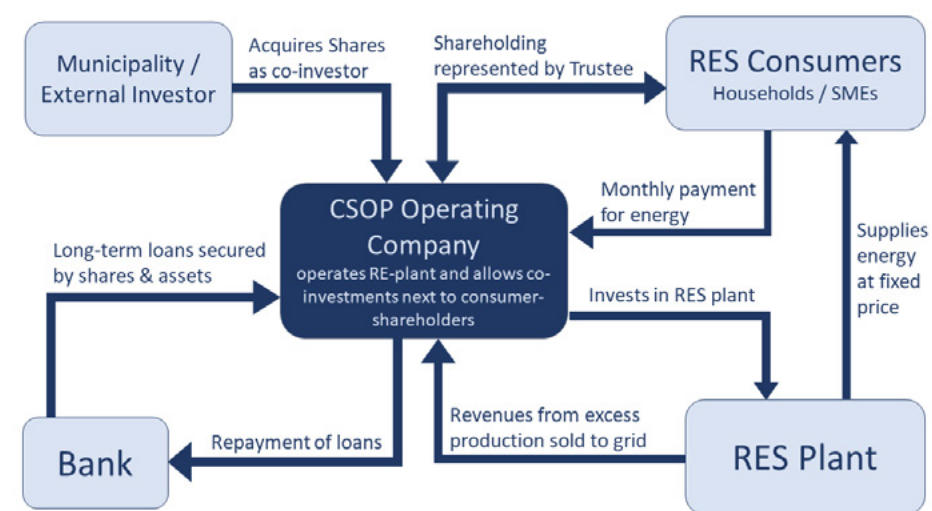 Municipality /
External Investor
Acquires Shares
as co-investor
Shareholding
represented by Trustee
RES Consumers
Households / SMEs
CSOP Operating
Company
operates RE-plant and allows co-
investments next to consumer-
shareholders
Monthly payment
for energy
Supplies
energy
at fixed
price
Long-term loans secured
by shares & assets
Invests in RES plant
Bank
Repayment of loans
Revenues from excess
production sold to grid
RES Plant